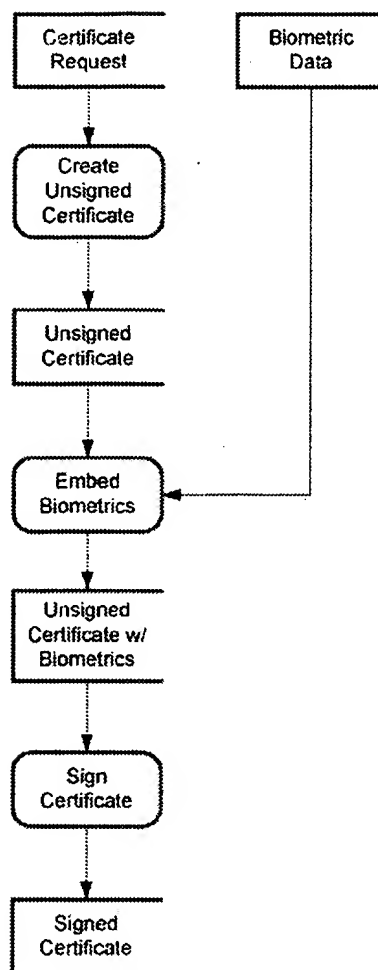 Certificate
Request
Biometric
Data
Create
Unsigned
Certificate
Unsigned
Certificate
Embed
Biometrics
Unsigned
Certificate w/
Biometrics
Sign
Certificate
Signed
Certificate